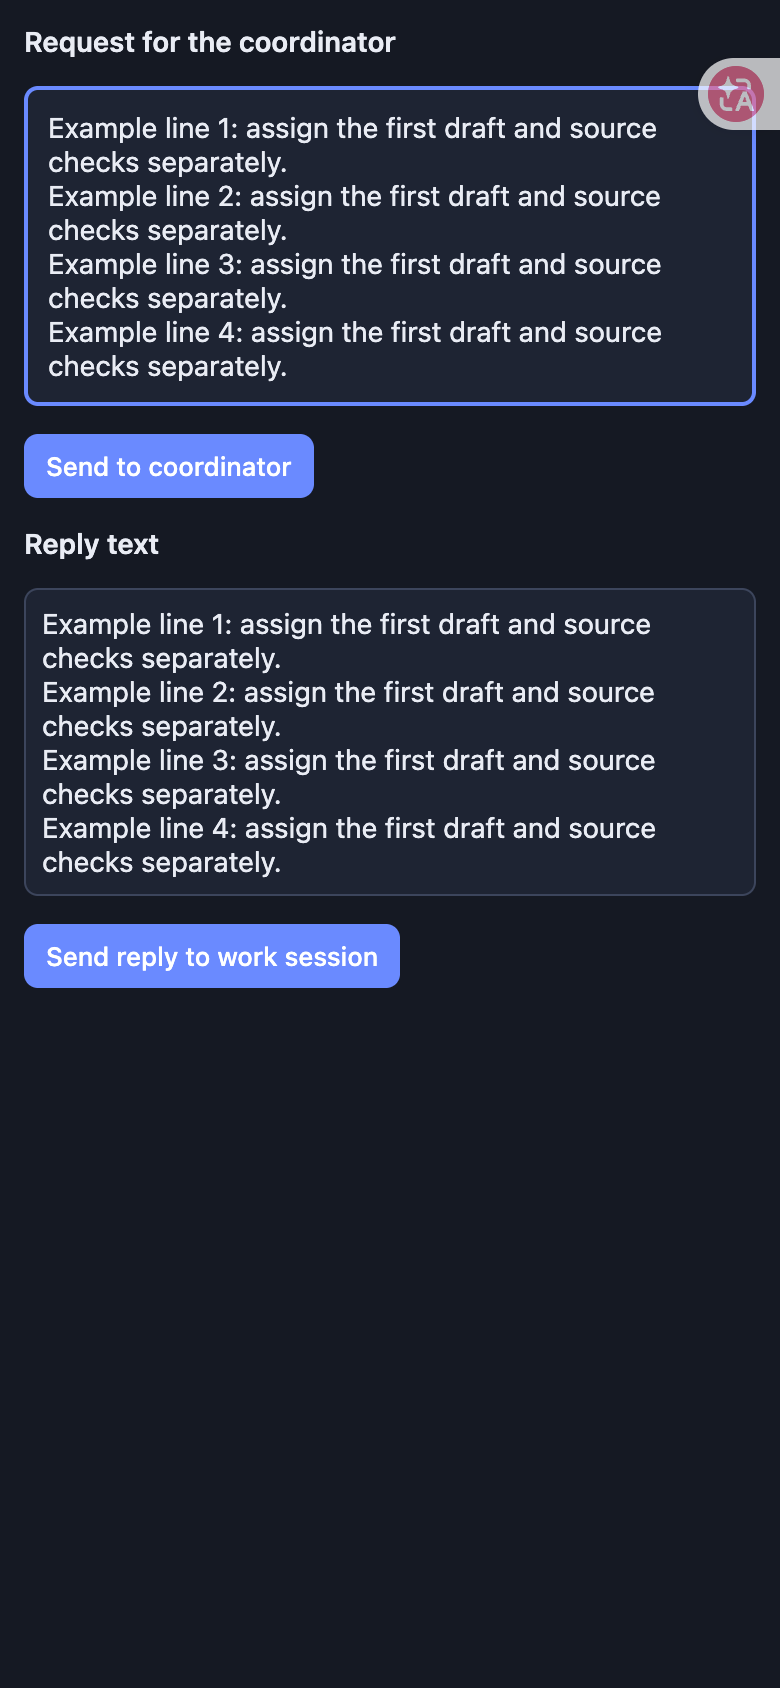 Request for the coordinator
Example line 1: assign the first draft and source
checks separately.
Example line 2: assign the first draft and source
checks separately.
Example line 3: assign the first draft and source
checks separately.
Example line 4: assign the first draft and source
checks separately.
Send to coordinator
Reply text
Example line 1: assign the first draft and source
checks separately.
Example line 2: assign the first draft and source
checks separately.
Example line 3: assign the first draft and source
checks separately.
Example line 4: assign the first draft and source
checks separately.
Send reply to work session